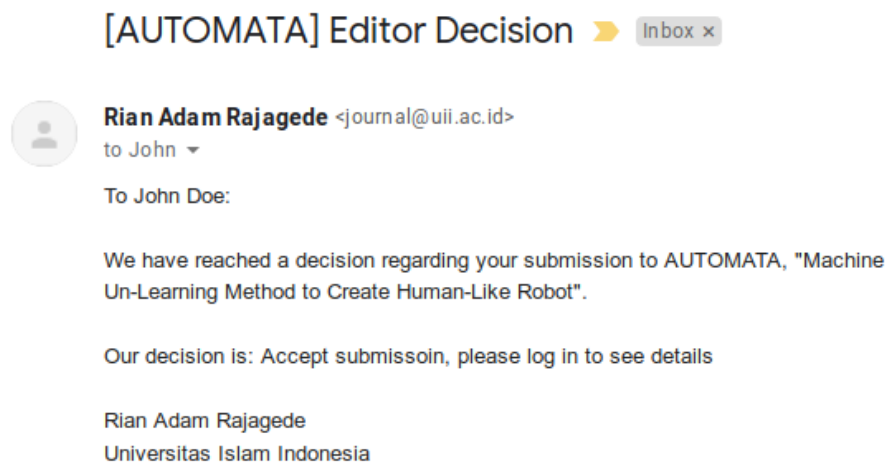 [AUTOMATA] Editor Decision Inbox ×
Rian Adam Rajagede <journal@uii.ac.id>
to John
To John Doe:
We have reached a decision regarding your submission to AUTOMATA, "Machine
Un-Learning Method to Create Human-Like Robot".
Our decision is: Accept submissoin, please log in to see details
Rian Adam Rajagede
Universitas Islam Indonesia